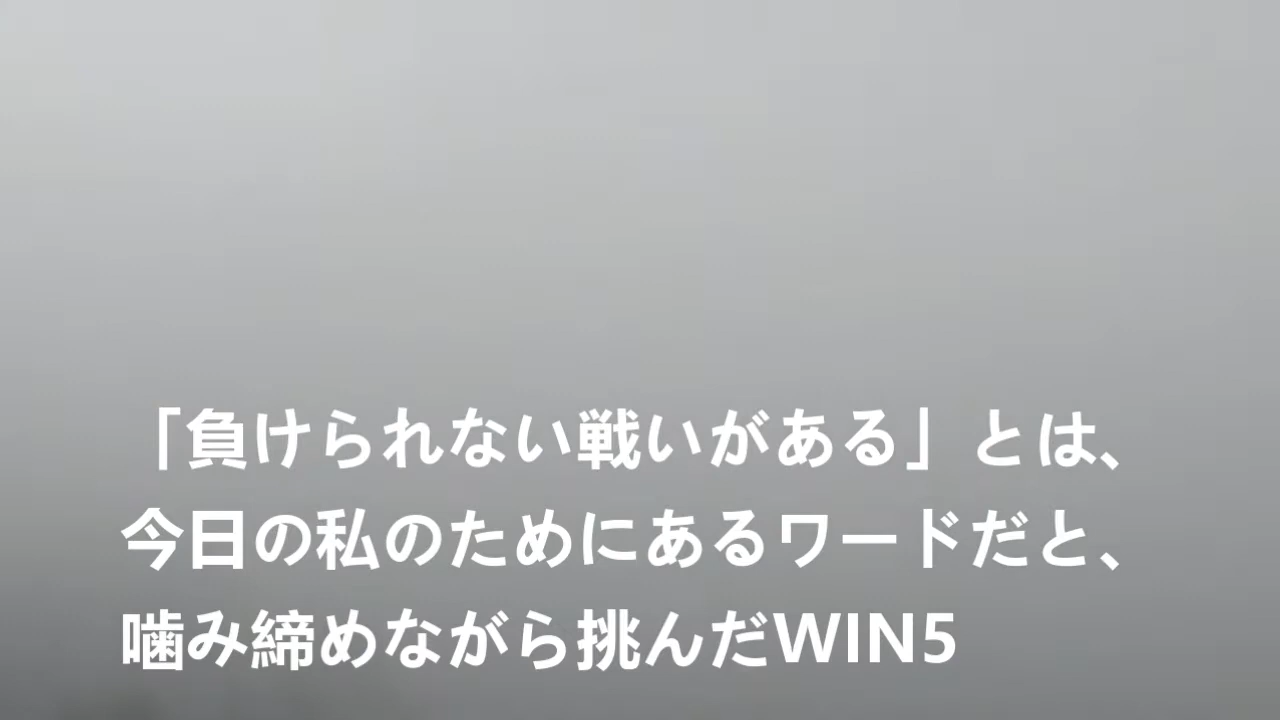 「負けられない戦いがある」とは、
今日の私のためにあるワードだと、
噛み締めながら挑んだWIN5